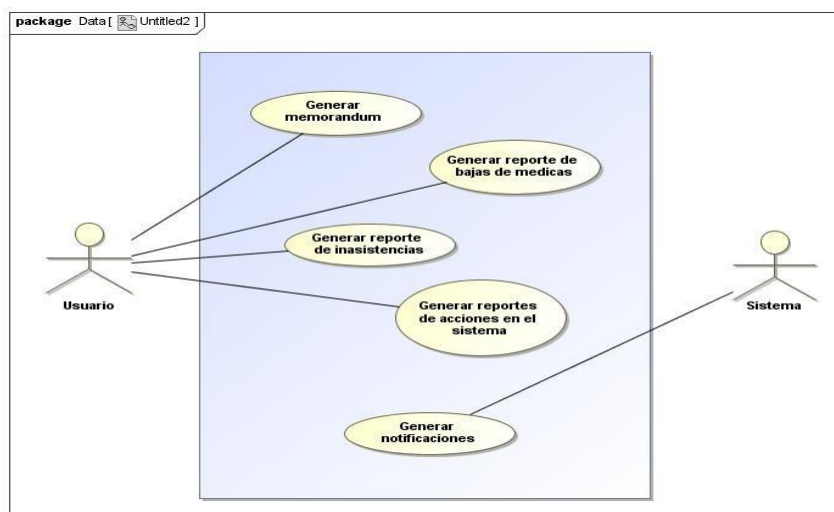 package Data [ Untitled2 ]
Generar
memorandum
Generar reporte de
bajas de medicas
Generar reporte
de inasistencias
Usuario
Generar reportes
de acciones en el
sistema
Sistema
Generar
notificaciones